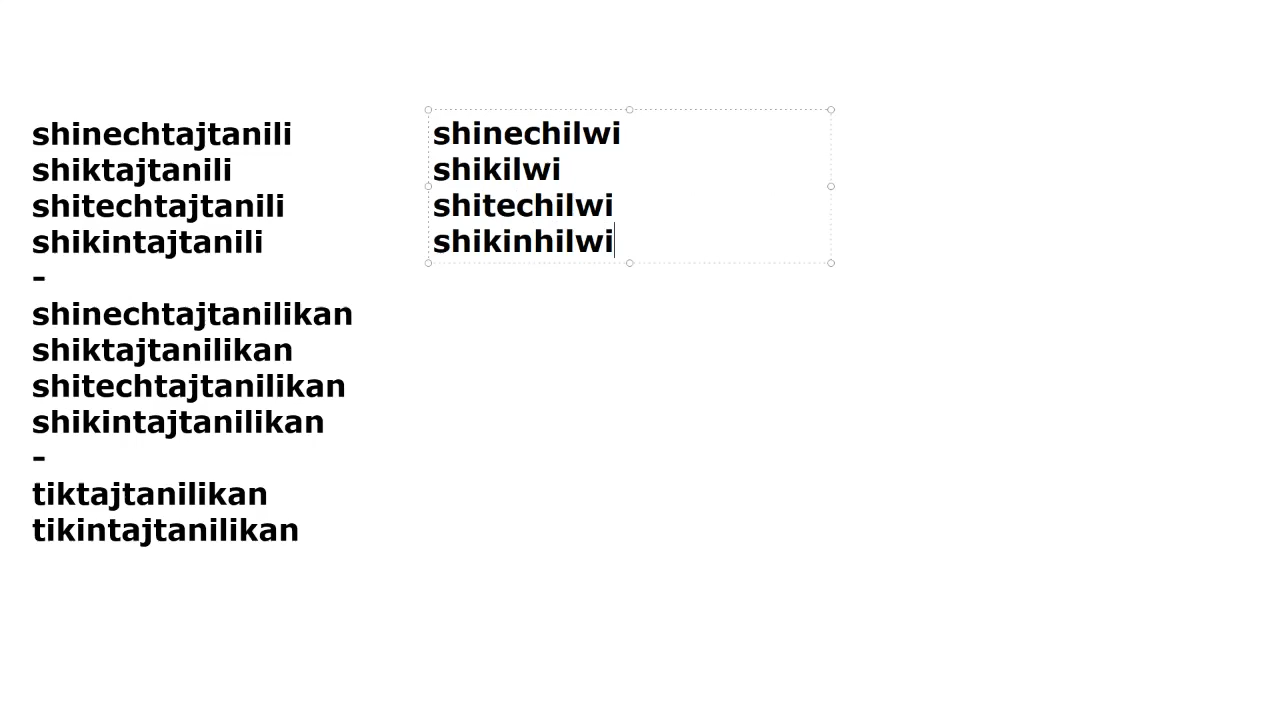 shinechtajtanili
shiktajtanili
shitechtajtanili
shikintajtanili
-
shinechtajtanilikan
shiktajtanilikan
shitechtajtanilikan
shikintajtanilikan
-
tiktajtanilikan
tikintajtanilikan
shinechilwi
shikilwi
shitechilwi
shikinhilwi